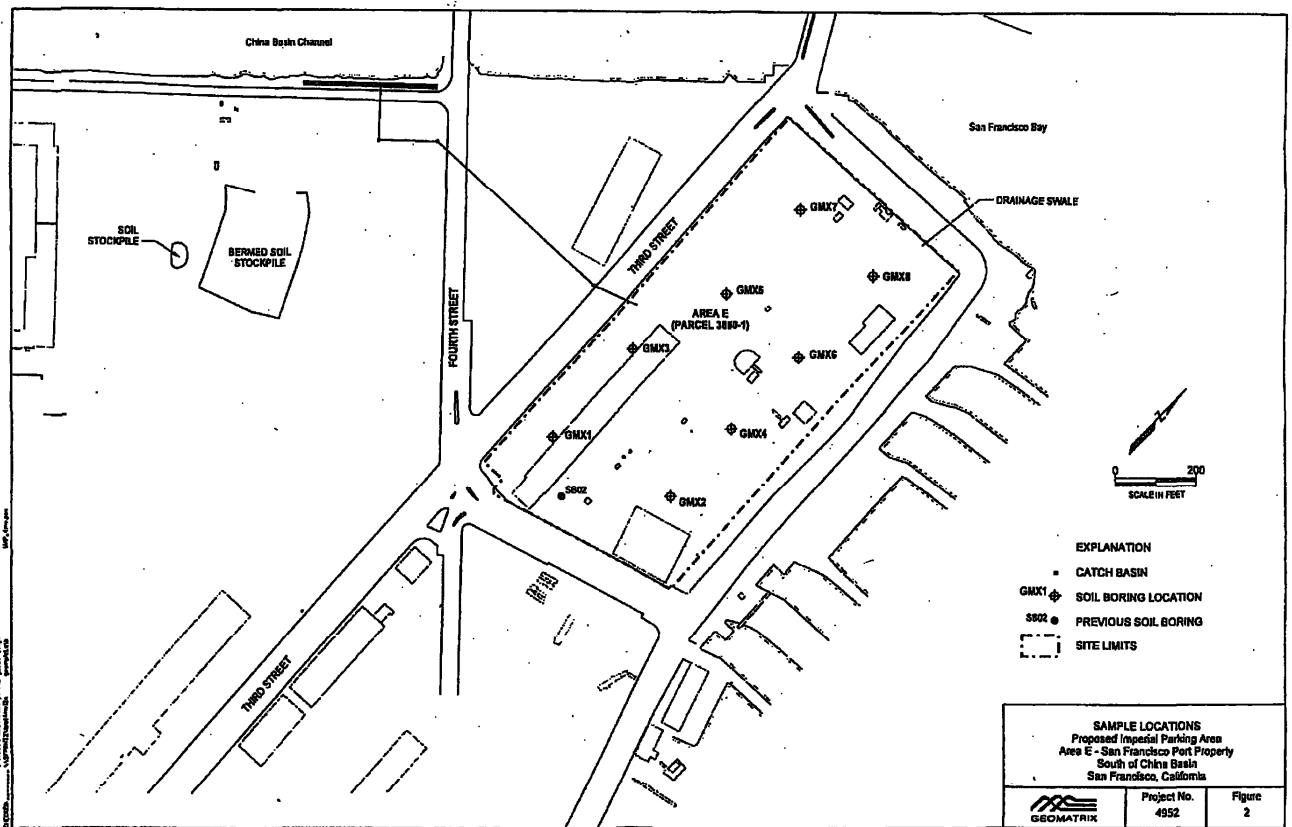 China Basin Channel
San Francisco Bay
DRAINAGE SWALE
SOIL
STOCKPILE
BERMED SOIL
STOCKPILE
FOURTH STREET
THIRD STREET
GMX7
GMX8
GMX5
AREA E
(PARCEL 3880-1)
GMX3
GMX6
GMX1
GMX4
SB02
GMX2
0 200
SCALE IN FEET
EXPLANATION
CATCH BASIN
GMX1 SOIL BORING LOCATION
SB02 PREVIOUS SOIL BORING
SITE LIMITS
THIRD STREET
SAMPLE LOCATIONS
Proposed Imperial Parking Area
Area E - San Francisco Port Property
South of China Basin
San Francisco, California
GEOMATRIX
Project No.
4952
Figure
2